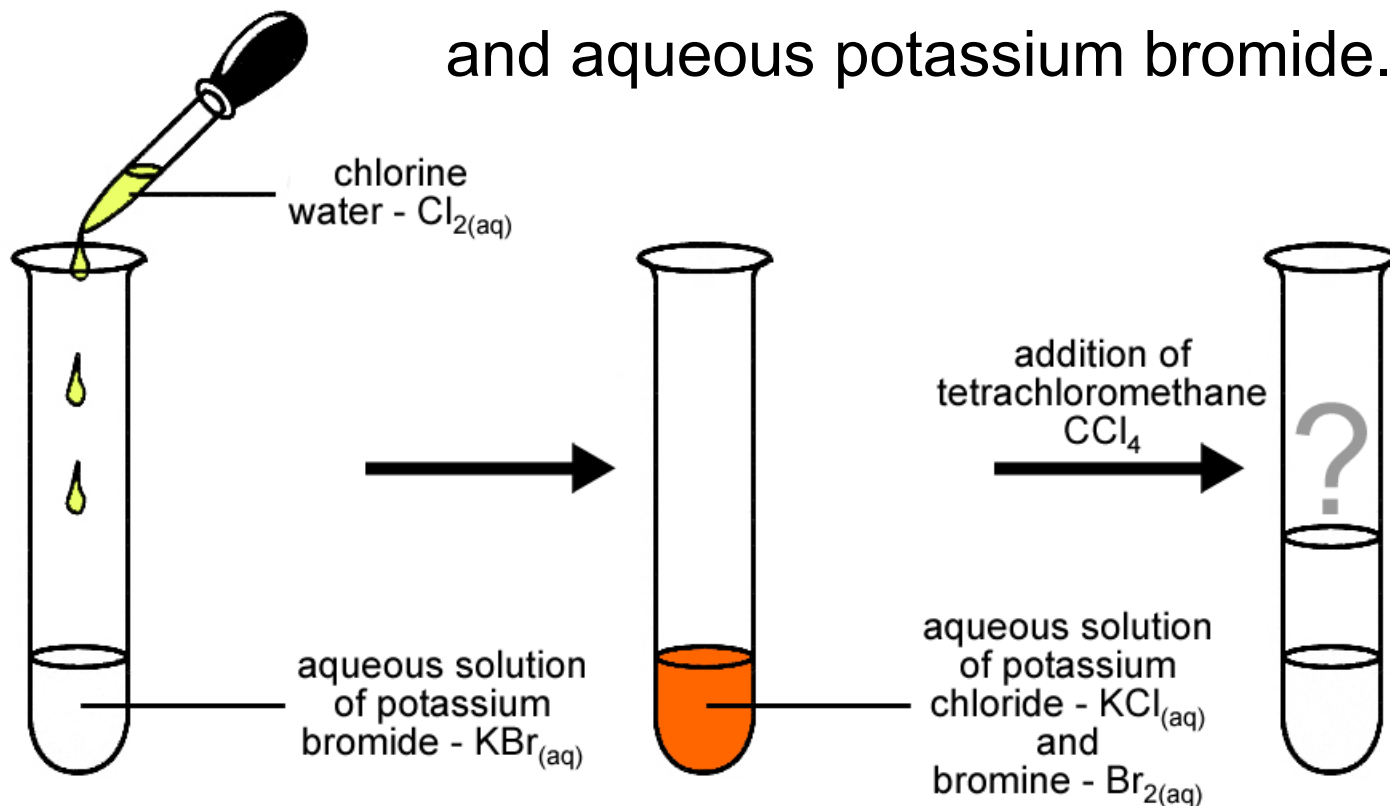 and aqueous potassium bromide.
chlorine
water - Cl2(aq)
addition of
tetrachloromethane
CCl4
?
aqueous solution
of potassium
bromide - KBr(aq)
aqueous solution
of potassium
chloride - KCl(aq)
and
bromine - Br2(aq)